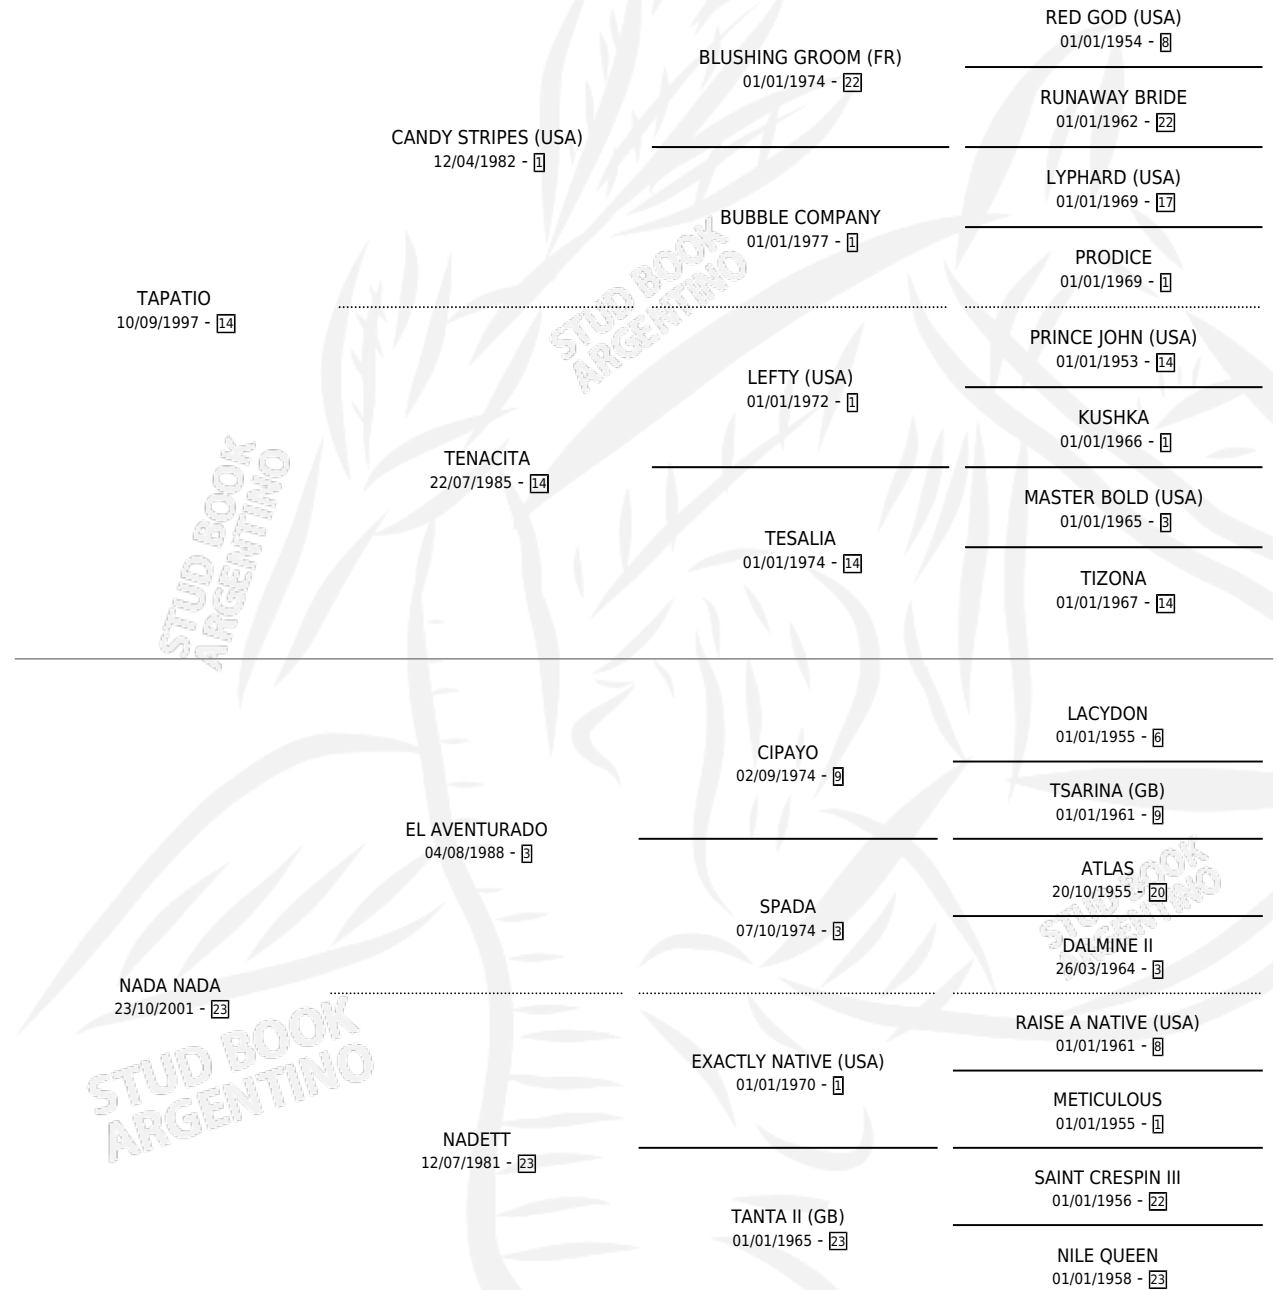 RED GOD (USA)
01/01/1954 - 8
BLUSHING GROOM (FR)
01/01/1974 - 22
RUNAWAY BRIDE
01/01/1962 - 22
CANDY STRIPES (USA)
12/04/1982 - 1
LYPHARD (USA)
01/01/1969 - 17
BUBBLE COMPANY
01/01/1977 - 1
PRODICE
01/01/1969 - 1
TAPATIO
10/09/1997 - 14
PRINCE JOHN (USA)
01/01/1953 - 14
LEFTY (USA)
01/01/1972 - 1
KUSHKA
01/01/1966 - 1
TENACITA
22/07/1985 - 14
MASTER BOLD (USA)
01/01/1965 - 3
TESALIA
01/01/1974 - 14
TIZONA
01/01/1967 - 14
LACYDON
01/01/1955 - 6
CIPAYO
02/09/1974 - 9
TSARINA (GB)
01/01/1961 - 9
EL AVENTURADO
04/08/1988 - 3
ATLAS
20/10/1955 - 20
SPADA
07/10/1974 - 3
DALMINE II
26/03/1964 - 3
NADA NADA
23/10/2001 - 23
RAISE A NATIVE (USA)
01/01/1961 - 8
EXACTLY NATIVE (USA)
01/01/1970 - 1
METICULOUS
01/01/1955 - 1
NADETT
12/07/1981 - 23
SAINT CRESPIN III
01/01/1956 - 22
TANTA II (GB)
01/01/1965 - 23
NILE QUEEN
01/01/1958 - 23
STUD BOOK
ARGENTINO
STUD BOOK
ARGENTINO
STUD BOOK
ARGENTINO
STUD BOOK
ARGENTINO